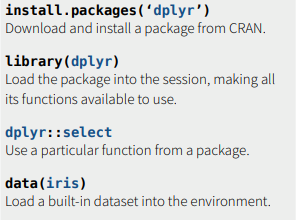 install.packages(‘dplyr’)
Download and install a package from CRAN.
library(dplyr)
Load the package into the session, making all
its functions available to use.
dplyr::select
Use a particular function from a package.
data(iris)
Load a built-in dataset into the environment.